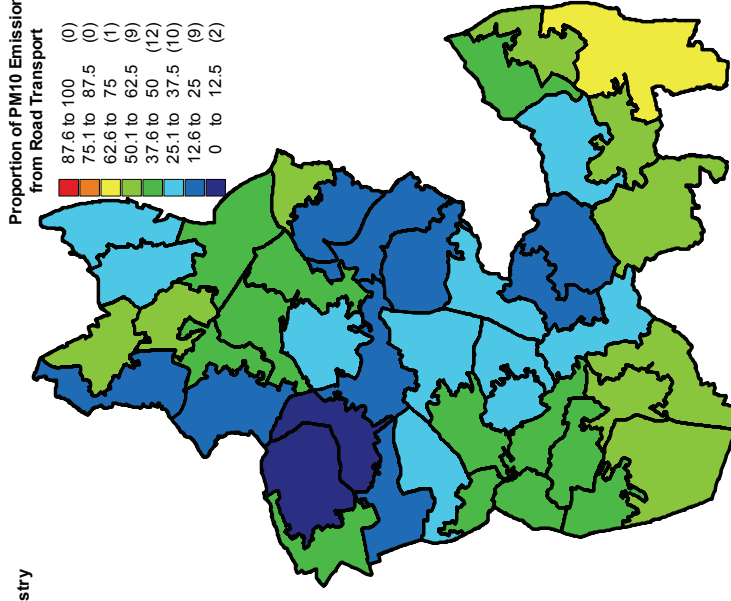 Proportion of PM10 Emission
from Road Transport
87.6 to 100 (0)
75.1 to 87.5 (0)
62.6 to 75 (1)
50.1 to 62.5 (9)
37.6 to 50 (12)
25.1 to 37.5 (10)
12.6 to 25 (9)
0 to 12.5 (2)
stry